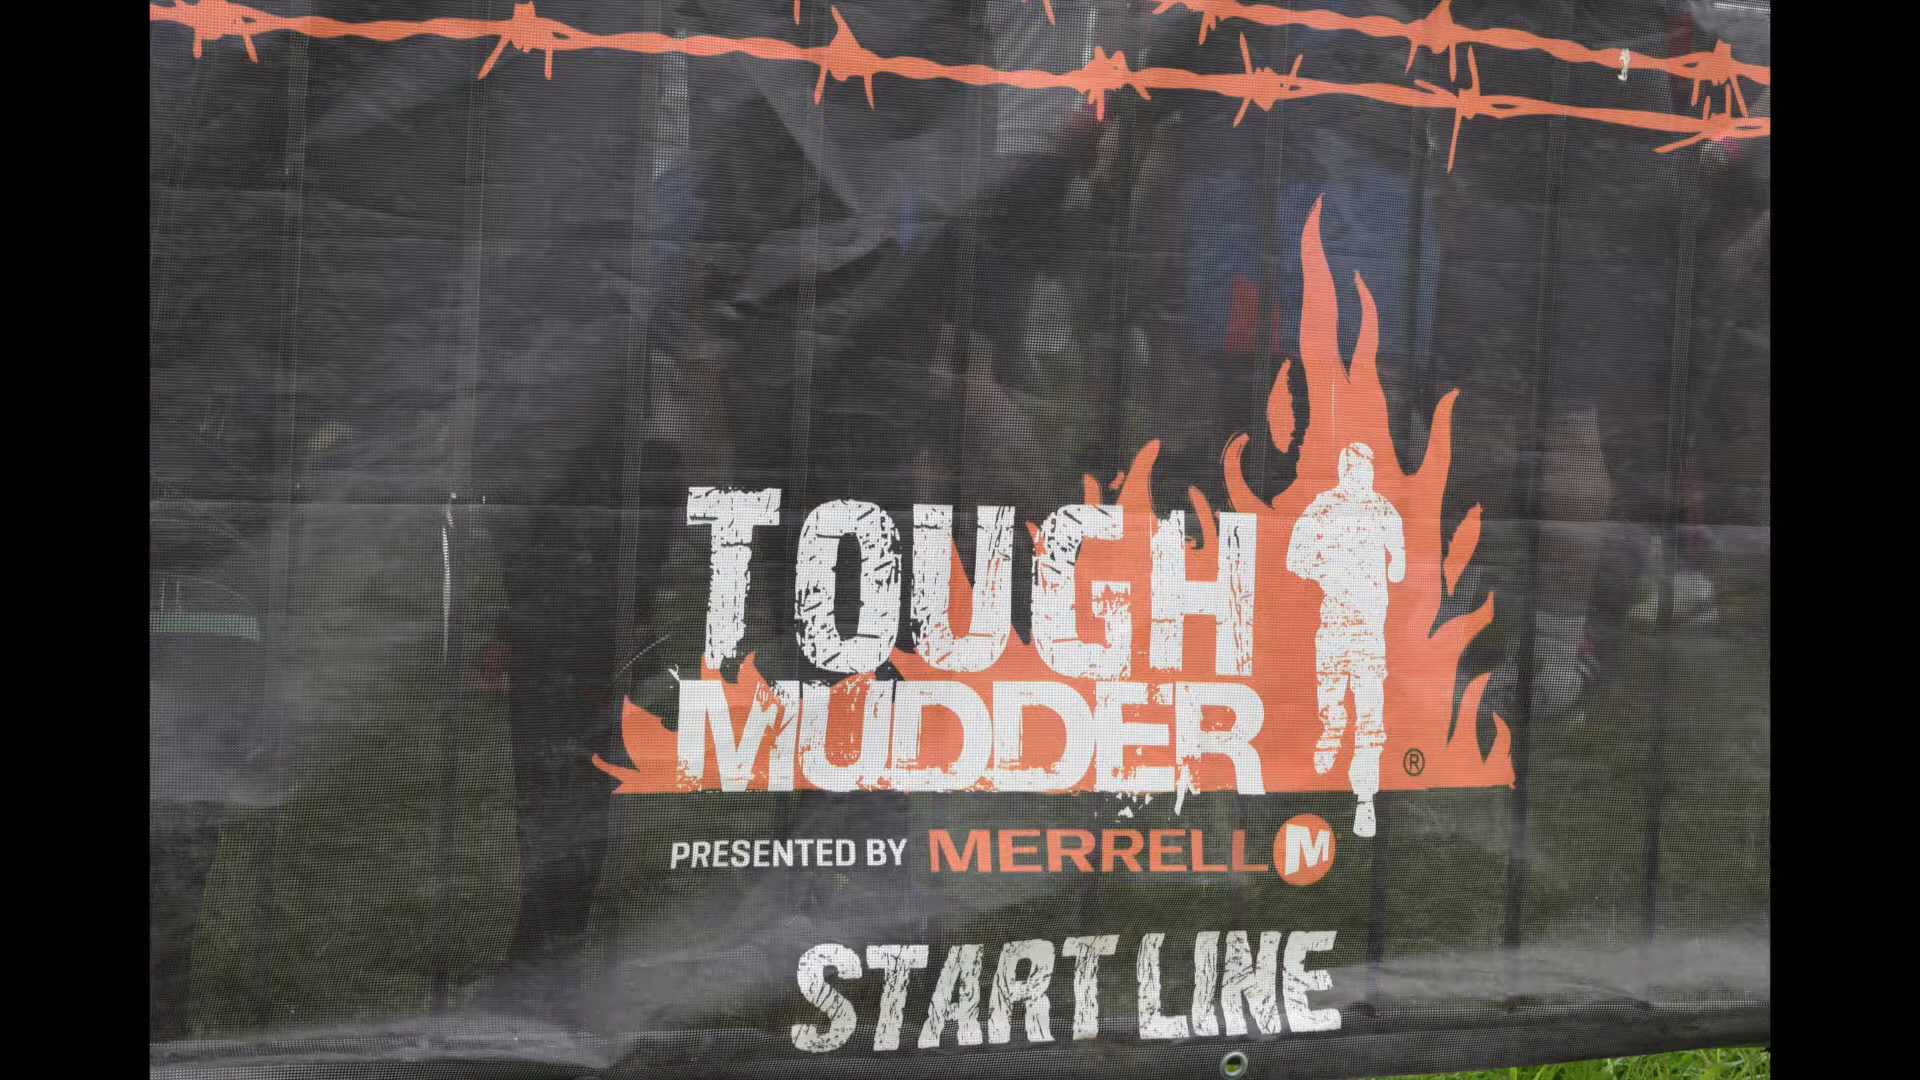 TOUGH
MUDDER
®
PRESENTED BY MERRELL M
START LINE